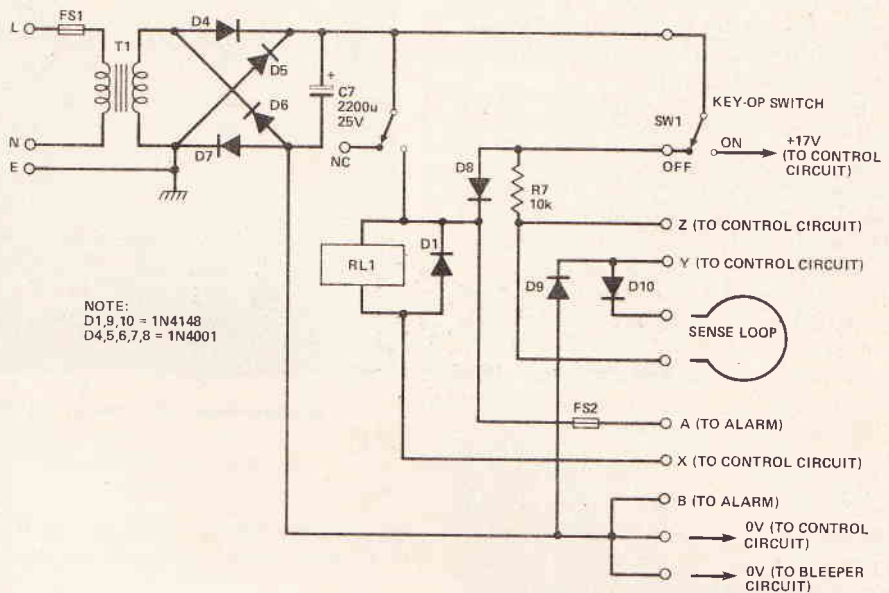 L
FS1
T1
N
E
D4
D5
D6
D7
+
C7
2200u
25V
NC
KEY-OP SWITCH
SW1
ON
OFF
+17V
(TO CONTROL
CIRCUIT)
D8
R7
10k
Z (TO CONTROL CIRCUIT)
RL1
D1
Y (TO CONTROL CIRCUIT)
D9
D10
SENSE LOOP
NOTE:
D1,9,10 = 1N4148
D4,5,6,7,8 = 1N4001
FS2
A (TO ALARM)
X (TO CONTROL CIRCUIT)
B (TO ALARM)
0V (TO CONTROL
CIRCUIT)
0V (TO BLEEPER
CIRCUIT)